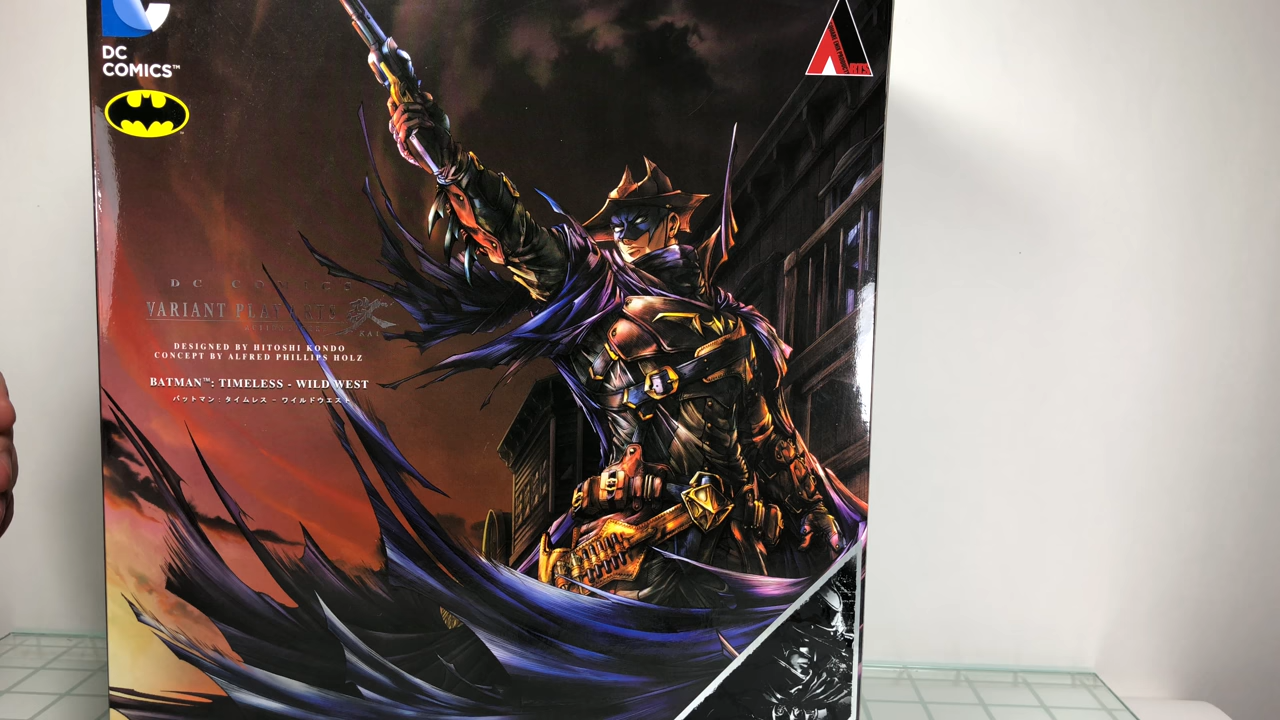 DC
COMICS™
DC COMICS
VARIANT PLAY ARTS 改
KAI
DESIGNED BY HITOSHI KONDO
CONCEPT BY ALFRED PHILLIPS HOLZ
BATMAN™: TIMELESS - WILD WEST
バットマン：タイムレス - ワイルドウエスト